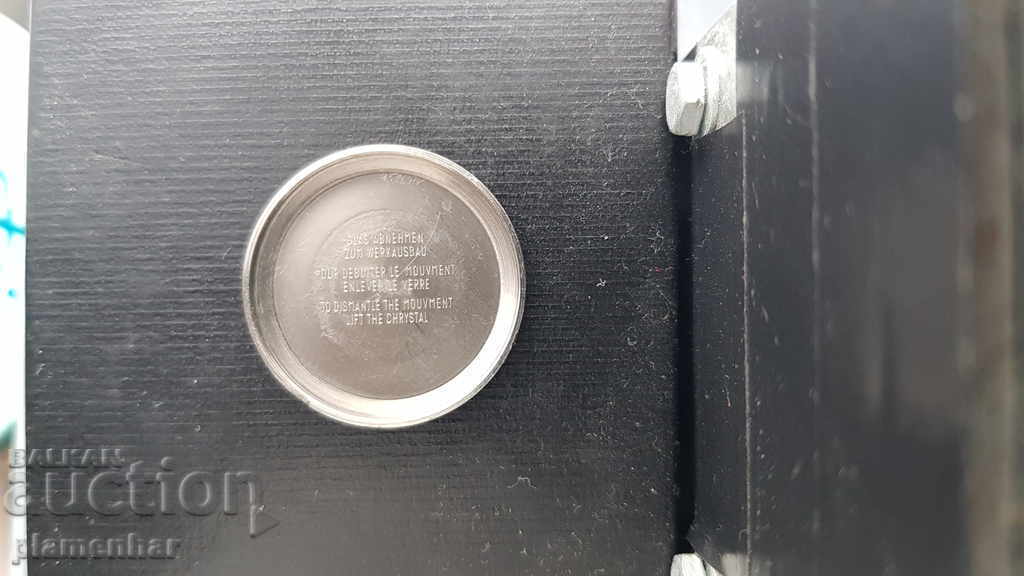 GLAS ABNEHMEN
ZUM WERKAUSBAU
POUR DEBOITER LE MOUVMENT
ENLEVER LE VERRE
TO DISMANTLE THE MOUVMENT
LIFT THE CHRYSTAL
BALKAN
auction
plamenhar